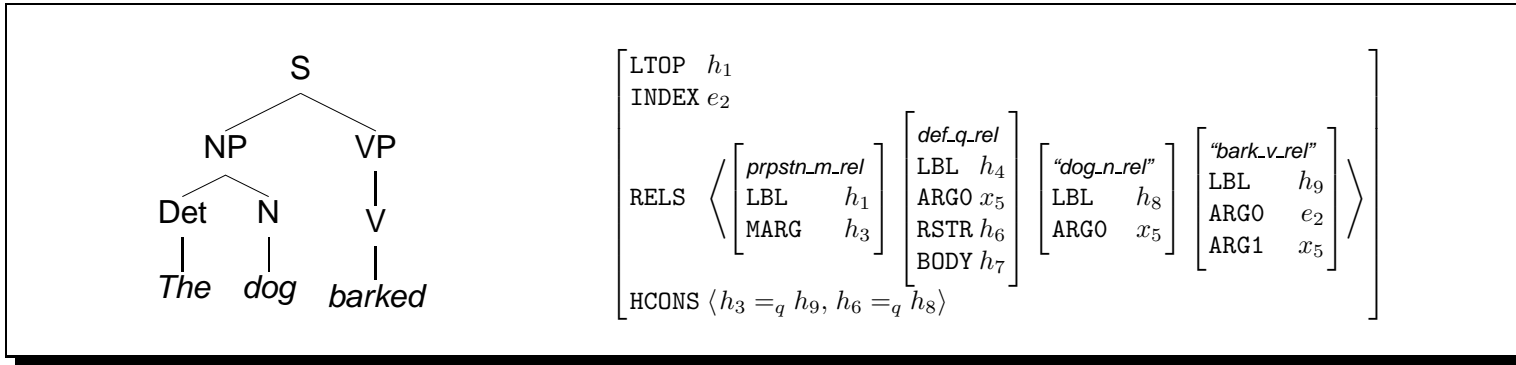 S
NP VP
Det N V
The dog barked
LTOP h1
INDEX e2
RELS ⟨ [prpstn_m_rel LBL h1 MARG h3] [def_q_rel LBL h4 ARG0 x5 RSTR h6 BODY h7] [“dog_n_rel” LBL h8 ARG0 x5] [“bark_v_rel” LBL h9 ARG0 e2 ARG1 x5] ⟩
HCONS ⟨h3 =q h9, h6 =q h8⟩